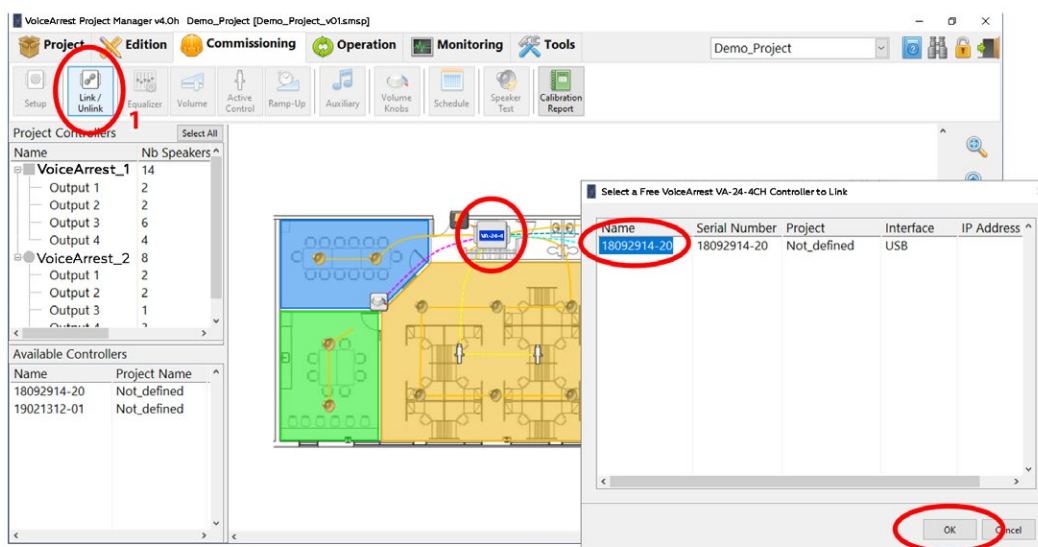 VoiceArrest Project Manager v4.0h Demo_Project [Demo_Project_v01.smsp]
Project Edition Commissioning Operation Monitoring Tools Demo_Project
Setup
Link / Unlink
Equalizer
Volume
Active Control
Ramp-Up
Auxiliary
Volume Knobs
Schedule
Speaker Test
Calibration Report
1
Project Controllers Select All
Name Nb Speakers
VoiceArrest_1 14
Output 1 2
Output 2 2
Output 3 6
Output 4 4
VoiceArrest_2 8
Output 1 2
Output 2 2
Output 3 1
Available Controllers
Name Project Name
18092914-20 Not_defined
19021312-01 Not_defined
VA-24-4
Select a Free VoiceArrest VA-24-4CH Controller to Link
Name Serial Number Project Interface IP Address
18092914-20 18092914-20 Not_defined USB
OK Cancel